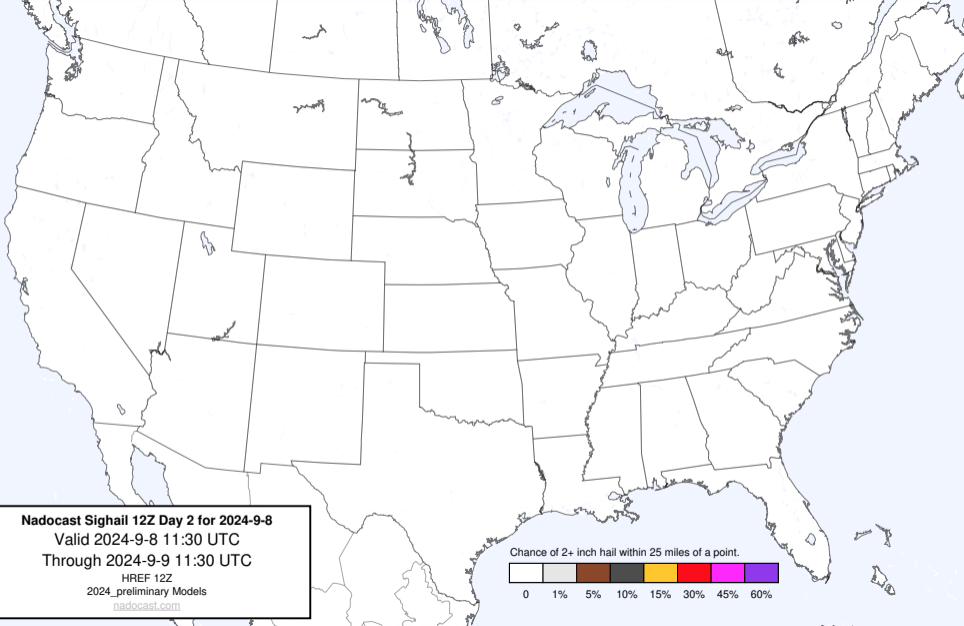 Nadocast Sighail 12Z Day 2 for 2024-9-8
Valid 2024-9-8 11:30 UTC
Through 2024-9-9 11:30 UTC
HREF 12Z
2024_preliminary Models
nadocast.com
Chance of 2+ inch hail within 25 miles of a point.
0 1% 5% 10% 15% 30% 45% 60%